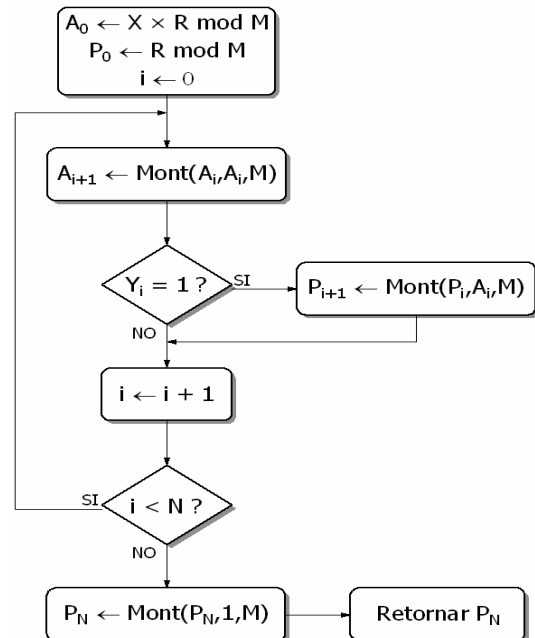 A₀ ← X × R mod M
P₀ ← R mod M
i ← 0
Aᵢ₊₁ ← Mont(Aᵢ,Aᵢ,M)
Yᵢ = 1 ?
SI
Pᵢ₊₁ ← Mont(Pᵢ,Aᵢ,M)
NO
i ← i + 1
SI
i < N ?
NO
P_N ← Mont(P_N,1,M)
Retornar P_N